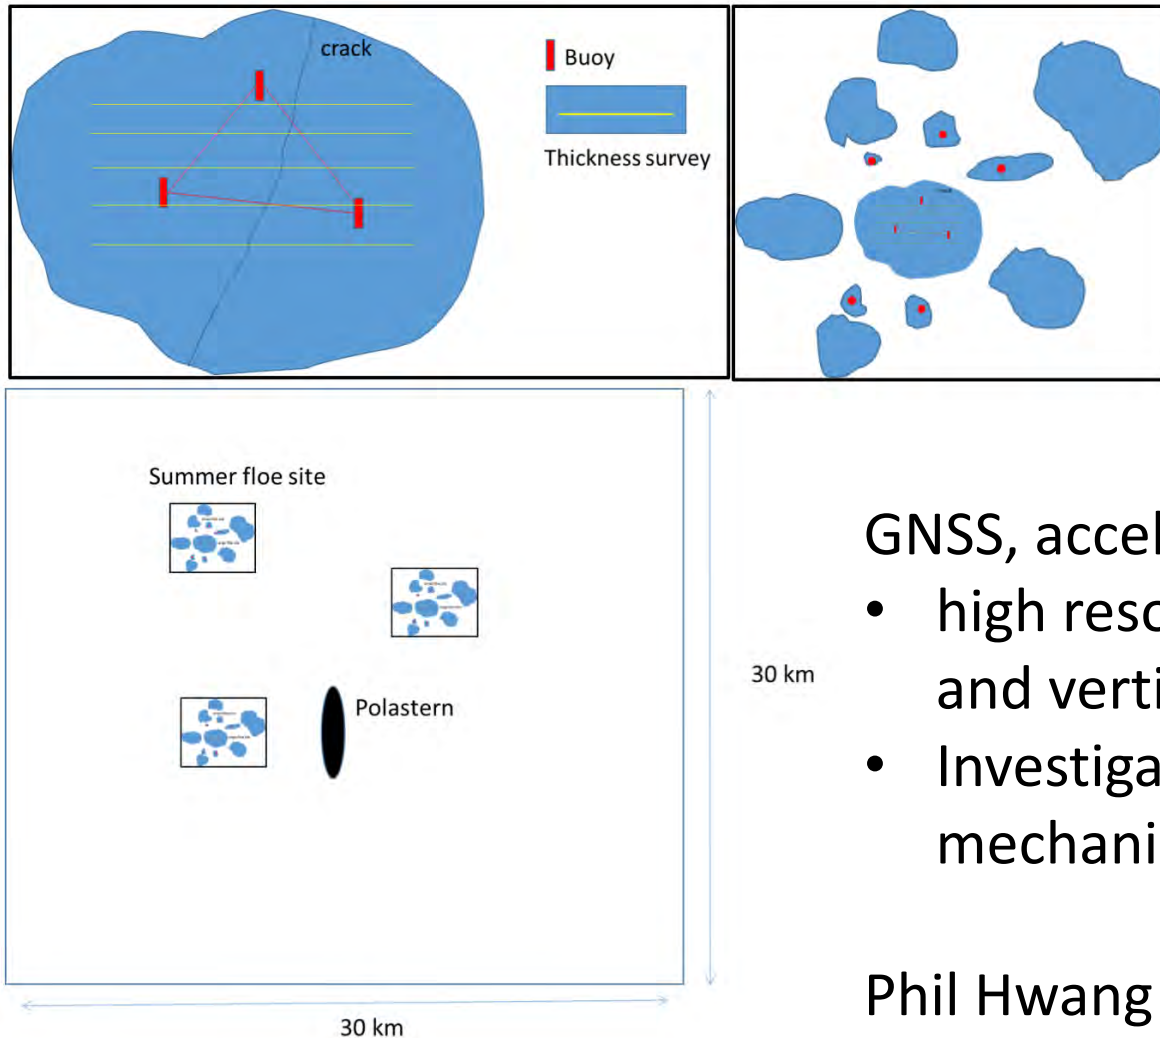 crack
Buoy
Thickness survey
Summer floe site
Polastern
30 km
30 km
GNSS, accel
• high reso
and verti
• Investiga
mechani
Phil Hwang